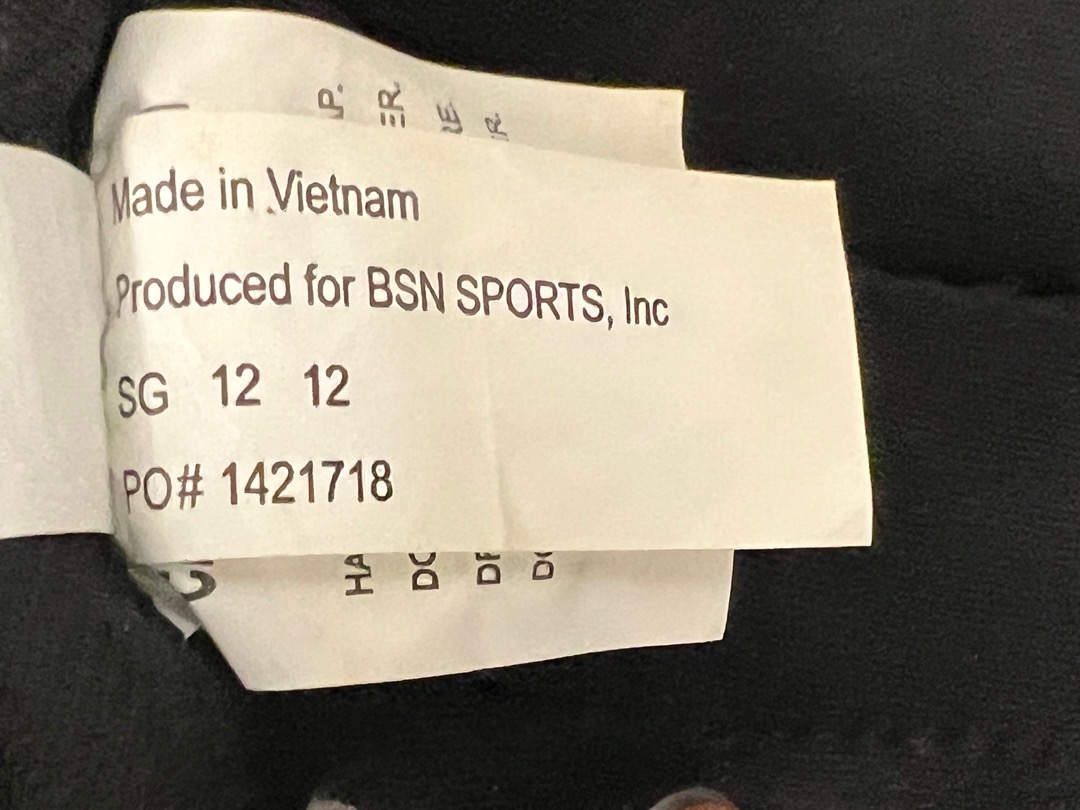 Made in Vietnam
Produced for BSN SPORTS, Inc
SG 12 12
PO# 1421718